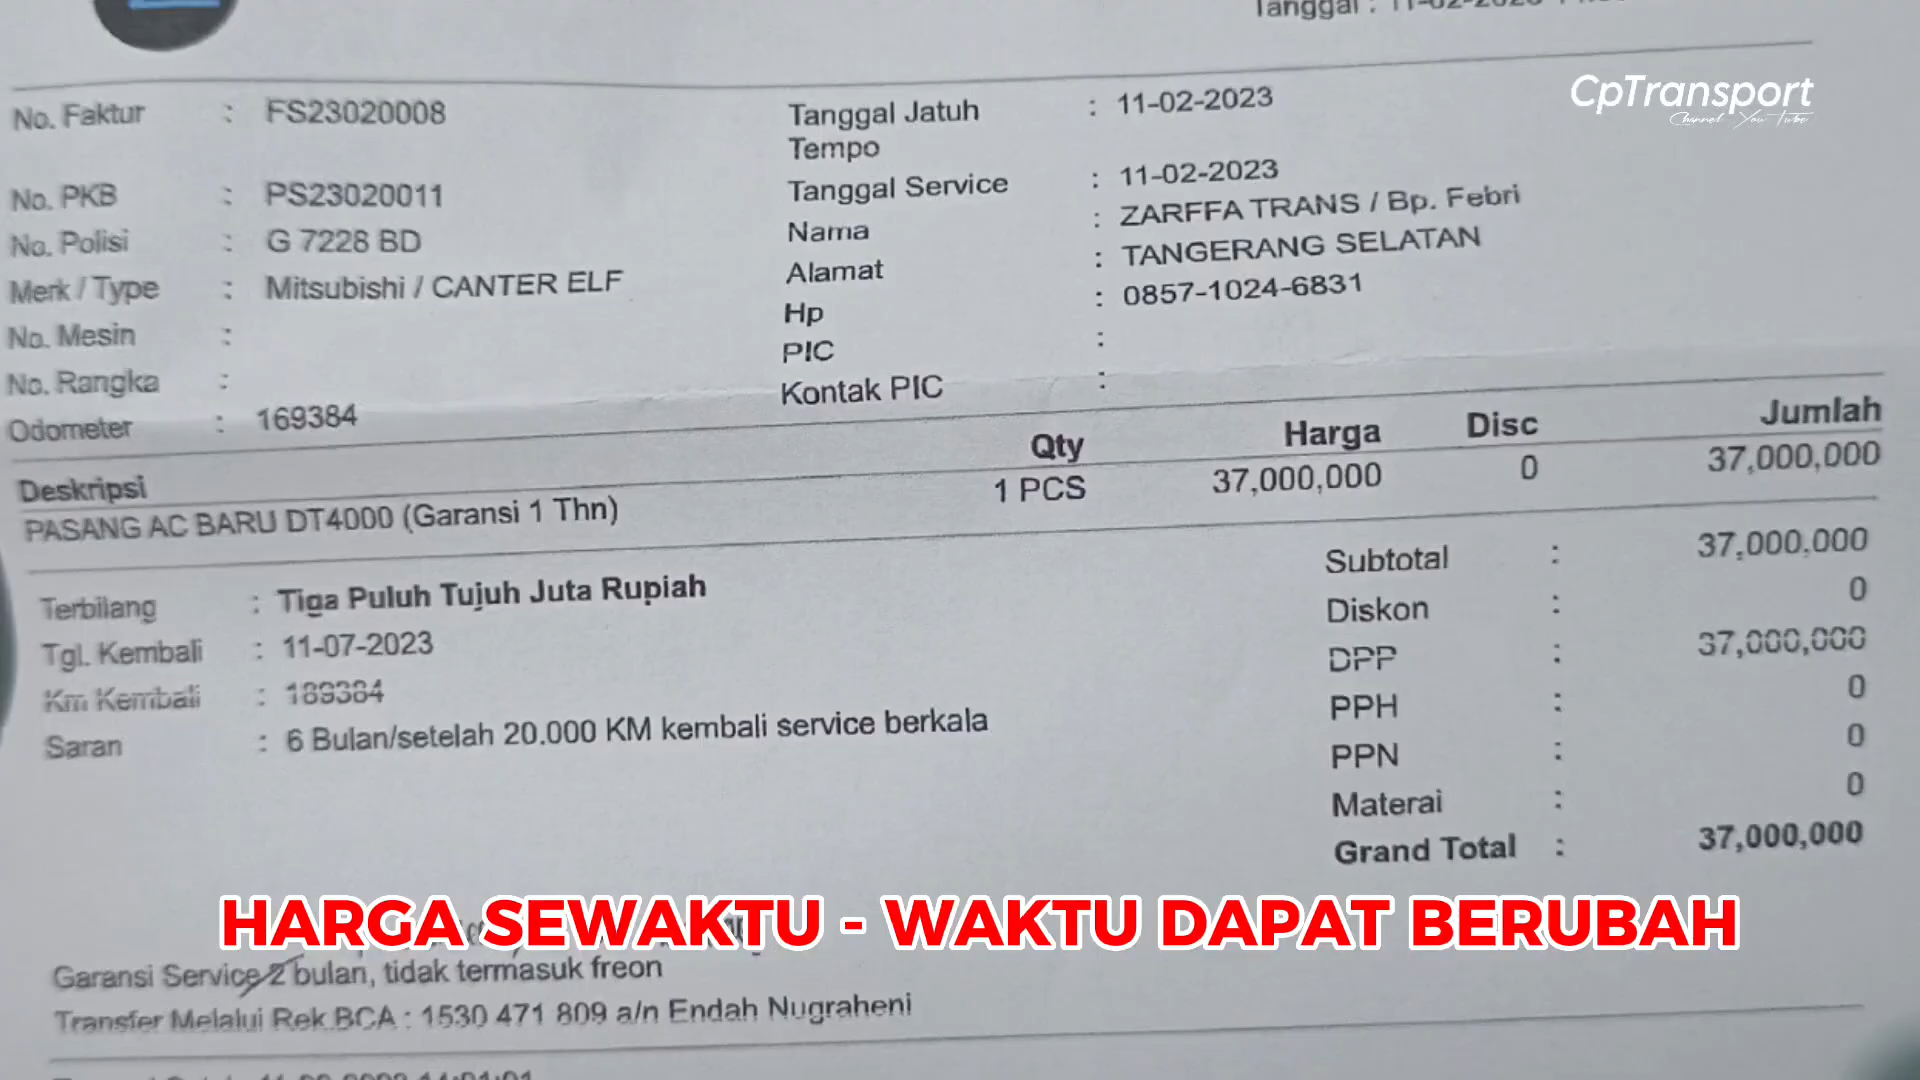 Tanggal : 11-02-2023
CpTransport
Channel YouTube
No. Faktur : FS23020008
No. PKB : PS23020011
No. Polisi : G 7228 BD
Merk / Type : Mitsubishi / CANTER ELF
No. Mesin :
No. Rangka :
Odometer : 169384
Tanggal Jatuh Tempo : 11-02-2023
Tanggal Service : 11-02-2023
Nama : ZARFFA TRANS / Bp. Febri
Alamat : TANGERANG SELATAN
Hp : 0857-1024-6831
PIC :
Kontak PIC :
Deskripsi Qty Harga Disc Jumlah
PASANG AC BARU DT4000 (Garansi 1 Thn) 1 PCS 37,000,000 0 37,000,000
Terbilang : Tiga Puluh Tujuh Juta Rupiah
Tgl. Kembali : 11-07-2023
Km Kembali : 189384
Saran : 6 Bulan/setelah 20.000 KM kembali service berkala
Subtotal : 37,000,000
Diskon : 0
DPP : 37,000,000
PPH : 0
PPN : 0
Materai : 0
Grand Total : 37,000,000
HARGA SEWAKTU - WAKTU DAPAT BERUBAH
Garansi Service 2 bulan, tidak termasuk freon
Transfer Melalui Rek BCA : 1530 471 809 a/n Endah Nugraheni